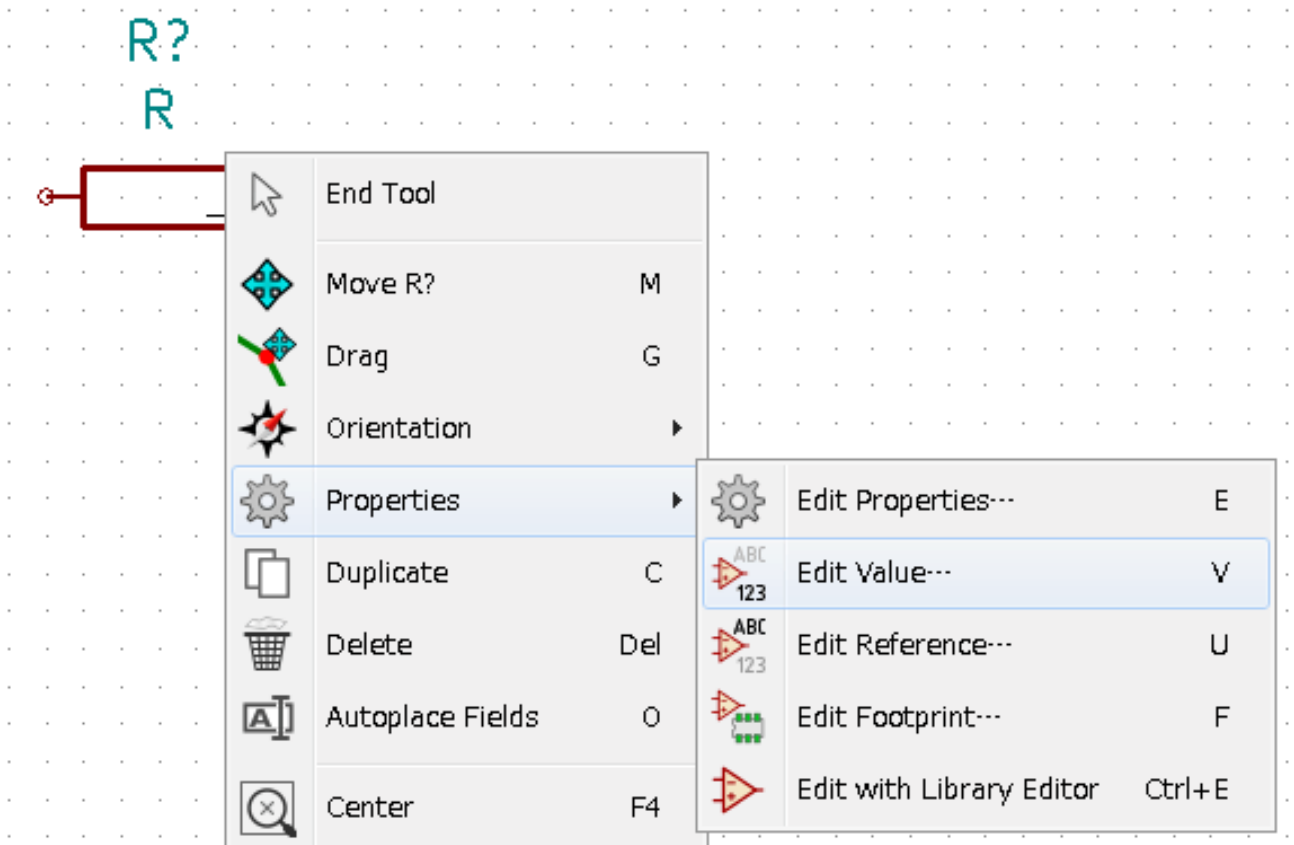 R?
R
End Tool
Move R? M
Drag G
Orientation
Properties
Duplicate C
Delete Del
Autoplace Fields O
Center F4
Edit Properties... E
ABC 123 Edit Value... V
ABC 123 Edit Reference... U
Edit Footprint... F
Edit with Library Editor Ctrl+E